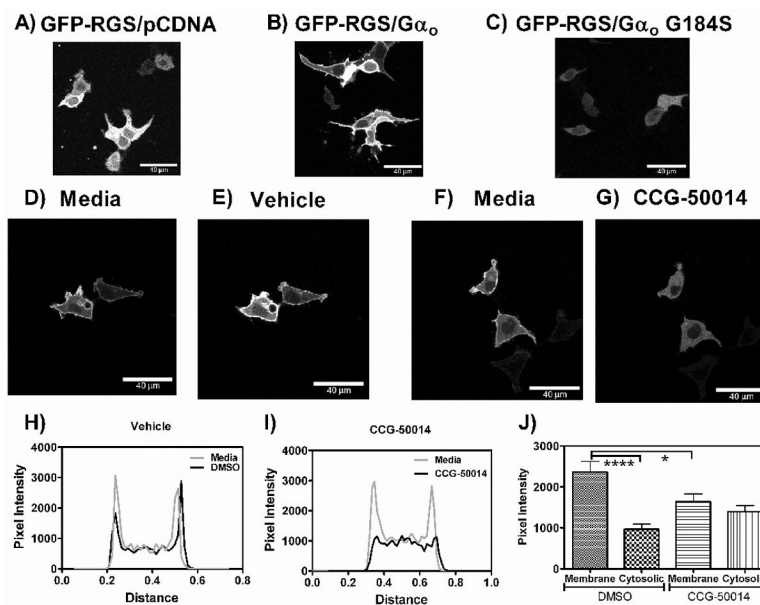 A) GFP-RGS/pCDNA
B) GFP-RGS/Gαo
C) GFP-RGS/Gαo G184S
40 µm
40 µm
40 µm
D) Media
E) Vehicle
F) Media
G) CCG-50014
40 µm
40 µm
40 µm
40 µm
H)
Vehicle
Media
DMSO
Pixel Intensity
4000
3000
2000
1000
0
0.0 0.2 0.4 0.6 0.8
Distance
I)
CCG-50014
Media
CCG-50014
Pixel Intensity
4000
3000
2000
1000
0
0.0 0.2 0.4 0.6 0.8 1.0
Distance
J)
Pixel Intensity
3000
2000
1000
0
****
*
Membrane Cytosolic Membrane Cytosolic
DMSO CCG-50014